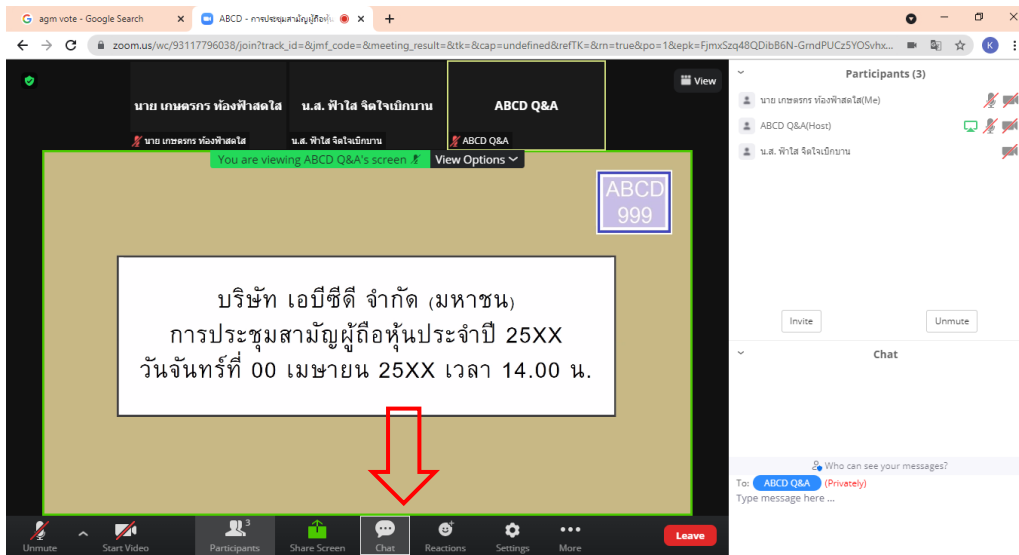 agm vote - Google Search
ABCD - การประชุมสามัญผู้ถือหุ้น
zoom.us/wc/93117796038/join?track_id=&jmf_code=&meeting_result=&tk=&cap=undefined&refTK=&rn=true&po=1&epk=FjmxSzq48QDibB6N-GrndPUCz5YOSvhx...
K
View
นาย เกษตรกร ท้องฟ้าสดใส
น.ส. ฟ้าใส จิตใจเบิกบาน
ABCD Q&A
นาย เกษตรกร ท้องฟ้าสดใส
น.ส. ฟ้าใส จิตใจเบิกบาน
ABCD Q&A
You are viewing ABCD Q&A's screen
View Options
ABCD
999
บริษัท เอบีซีดี จำกัด (มหาชน)
การประชุมสามัญผู้ถือหุ้นประจำปี 25XX
วันจันทร์ที่ 00 เมษายน 25XX เวลา 14.00 น.
Unmute
Start Video
3
Participants
Share Screen
Chat
Reactions
Settings
More
Leave
Participants (3)
นาย เกษตรกร ท้องฟ้าสดใส(Me)
ABCD Q&A(Host)
น.ส. ฟ้าใส จิตใจเบิกบาน
Invite
Unmute
Chat
Who can see your messages?
To: ABCD Q&A (Privately)
Type message here ...